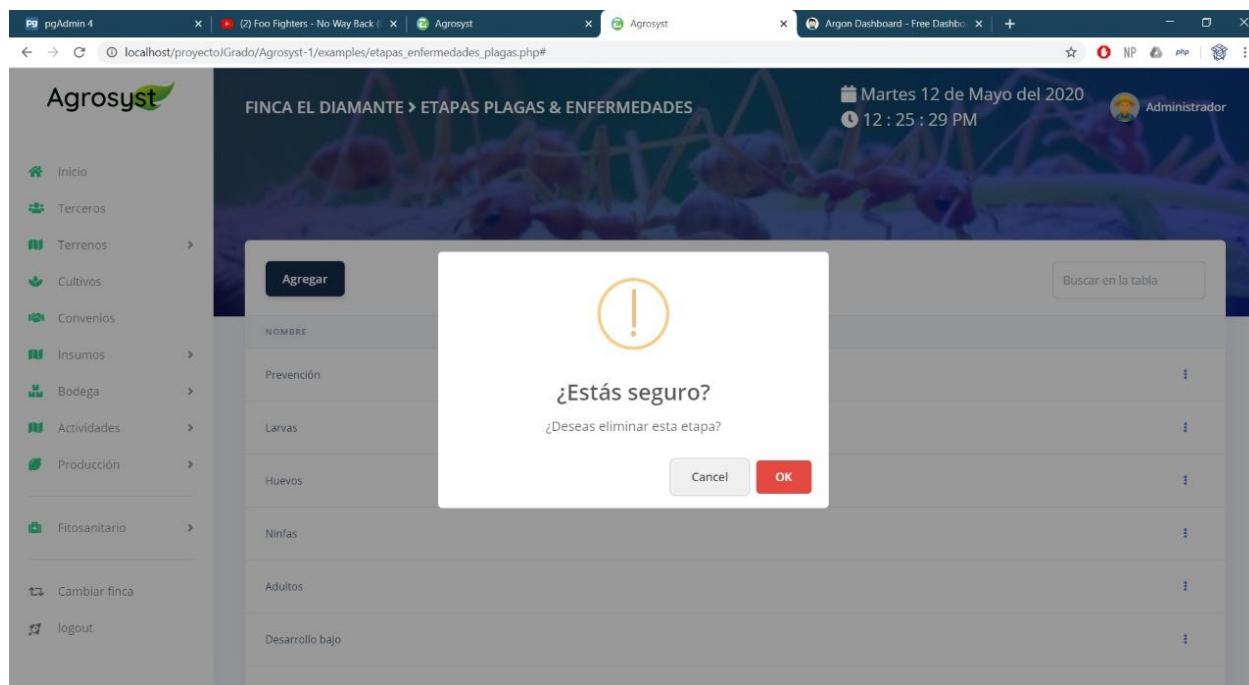 pgAdmin 4
(2) Foo Fighters - No Way Back (
Agrosyst
Agrosyst
Argon Dashboard - Free Dashbo
localhost/proyectoJGrado/Agrosyst-1/examples/etapas_enfermedades_plagas.php#
NP
php
Agrosyst
FINCA EL DIAMANTE > ETAPAS PLAGAS & ENFERMEDADES
Martes 12 de Mayo del 2020
12 : 25 : 29 PM
Administrador
Inicio
Terceros
Terrenos
Cultivos
Convenios
Insumos
Bodega
Actividades
Producción
Fitosanitario
Cambiar finca
logout
Agregar
Buscar en la tabla
NOMBRE
Prevención
Larvas
Huevos
Ninfas
Adultos
Desarrollo bajo
¿Estás seguro?
¿Deseas eliminar esta etapa?
Cancel
OK